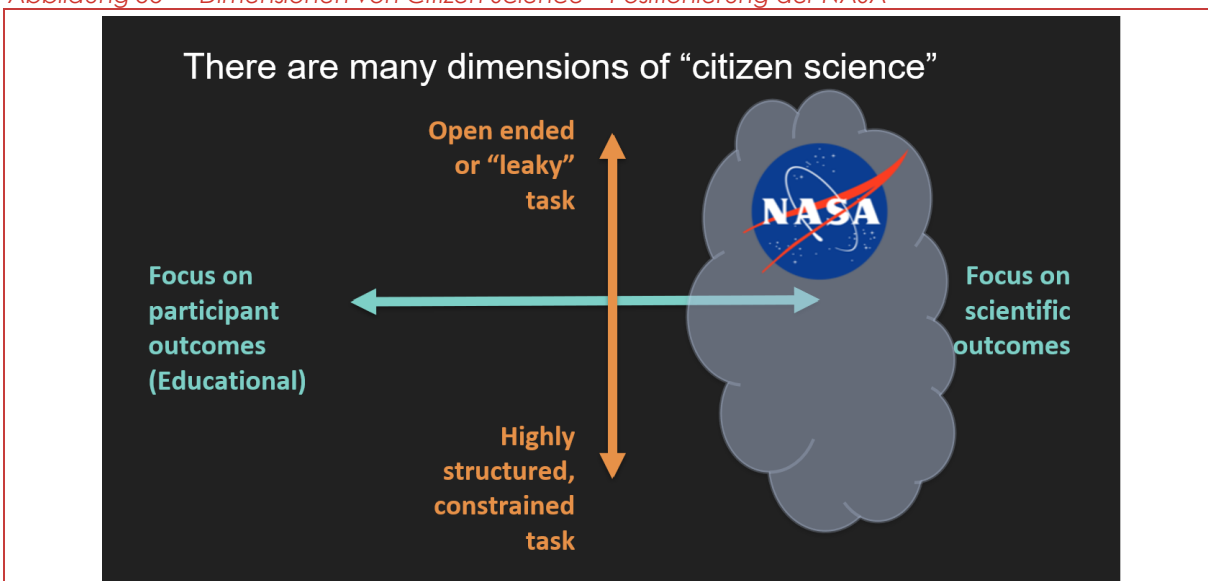 There are many dimensions of “citizen science”
Open ended
or “leaky”
task
NASA
Focus on
participant
outcomes
(Educational)
Focus on
scientific
outcomes
Highly
structured,
constrained
task